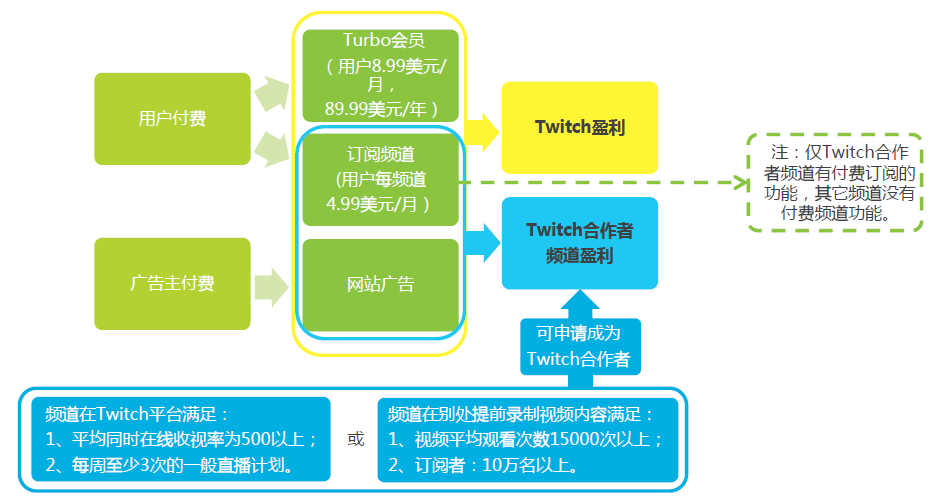 Turbo会员
（用户8.99美元/
月，
89.99美元/年）
用户付费
订阅频道
(用户每频道
4.99美元/月）
广告主付费
网站广告
Twitch盈利
Twitch合作者
频道盈利
注：仅Twitch合作
者频道有付费订阅的
功能，其它频道没有
付费频道功能。
可申请成为
Twitch合作者
频道在Twitch平台满足：
1、平均同时在线收视率为500以上；
2、每周至少3次的一般直播计划。
或
频道在别处提前录制视频内容满足：
1、视频平均观看次数15000次以上；
2、订阅者：10万名以上。